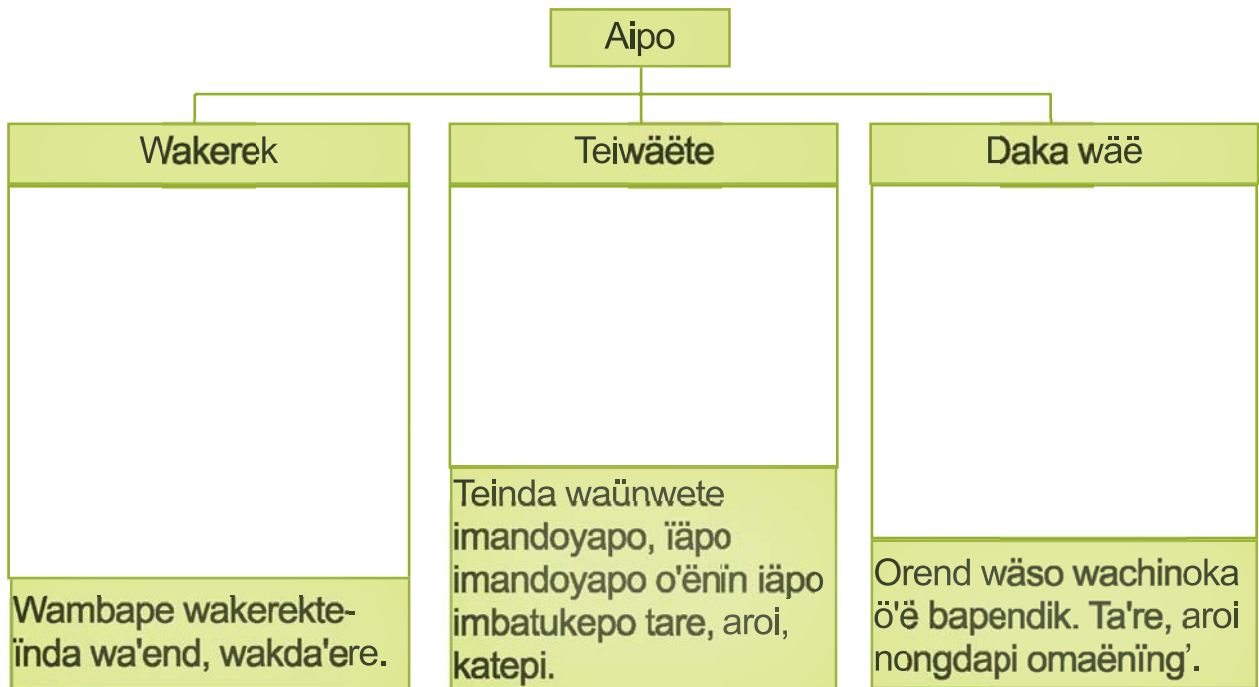 Aipo
Wakerek
Teiwäëte
Daka wäë
Wambape wakerekte-
ïnda wa'end, wakda'ere.
Teinda waünwete
imandoyapo, ïäpo
imandoyapo o'ënïn iäpo
imbatukepo tare, aroi,
katepi.
Orend wäso wachinoka
ö'ë bapendik. Ta're, aroi
nongdapi omaënïng'.